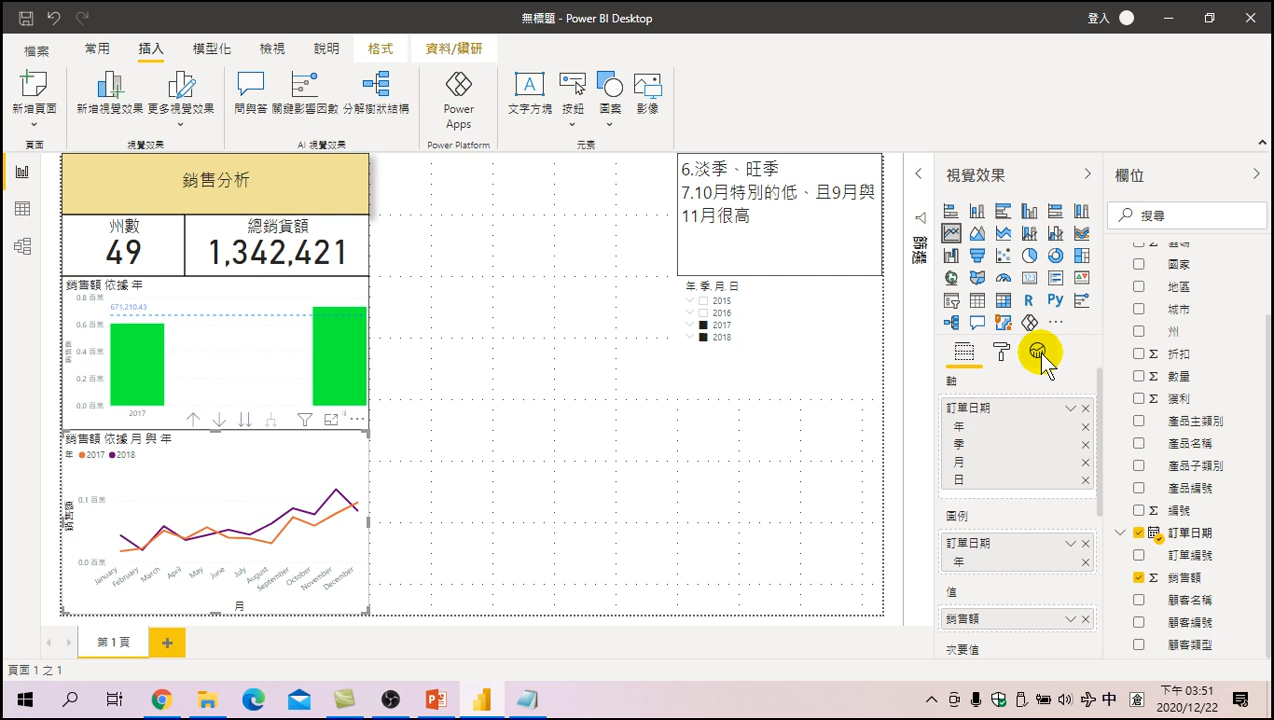 無標題 - Power BI Desktop
登入
檔案
常用
插入
模型化
檢視
說明
格式
資料/鑽研
新增頁面
新增視覺效果
更多視覺效果
問與答
關鍵影響因數
分解樹狀結構
Power
Apps
文字方塊
按鈕
圖案
影像
頁面
視覺效果
AI 視覺效果
Power Platform
元素
銷售分析
州數
49
總銷貨額
1,342,421
銷售額 依據 年
0.8 百萬
671,210.43
0.6 百萬
0.4 百萬
0.2 百萬
0.0 百萬
銷售額
2017
銷售額 依據 月 與 年
年 2017 2018
0.1 百萬
0.0 百萬
銷售額
January
February
March
April
May
June
July
August
September
October
November
December
月
6.淡季、旺季
7.10月特別的低、且9月與
11月很高
年, 季, 月, 日
2015
2016
2017
2018
篩選
視覺效果
R
Py
123
軸
訂單日期
年
季
月
日
圖例
訂單日期
年
值
銷售額
次要值
欄位
搜尋
國家
地區
城市
州
折扣
數量
獲利
產品主類別
產品名稱
產品子類別
產品編號
編號
訂單日期
訂單編號
銷售額
顧客名稱
顧客編號
顧客類型
第 1 頁
頁面 1 之 1
中
倉
下午 03:51
2020/12/22